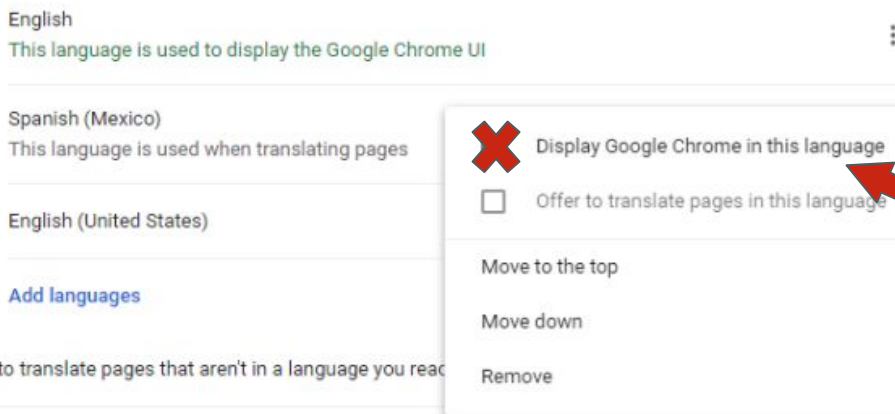 English
This language is used to display the Google Chrome UI
Spanish (Mexico)
This language is used when translating pages
English (United States)
Add languages
to translate pages that aren't in a language you
Display Google Chrome in this language
Offer to translate pages in this language
Move to the top
Move down
Remove